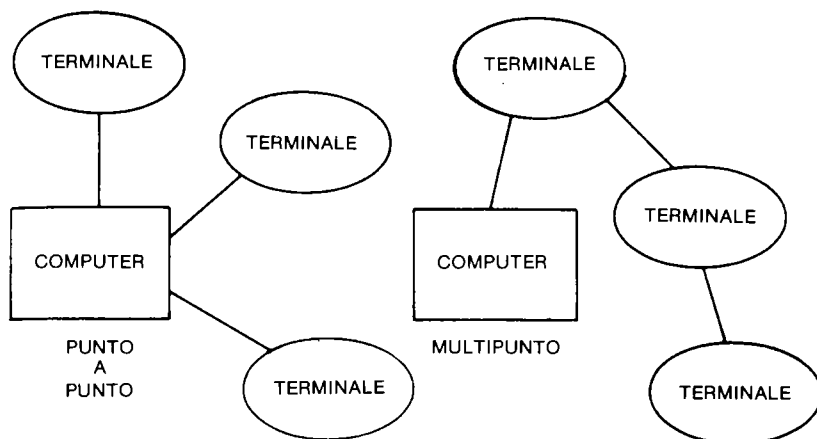 TERMINALE
TERMINALE
COMPUTER
TERMINALE
PUNTO
A
PUNTO
TERMINALE
TERMINALE
COMPUTER
MULTIPUNTO
TERMINALE